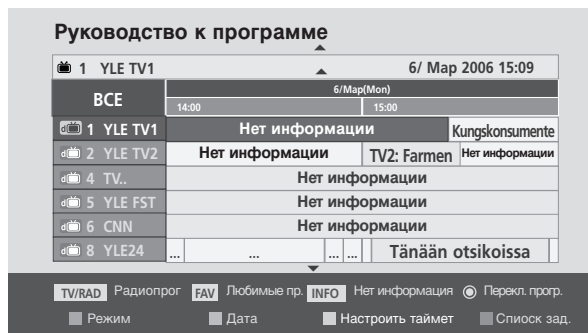 Руководство к программе
1 YLE TV1 6/ Мар 2006 15:09
ВСЕ 6/Мар(Mon)
14:00 15:00
1 YLE TV1 Нет информации Kungskonsumente
2 YLE TV2 Нет информации TV2: Farmen Нет информации
4 TV.. Нет информации
5 YLE FST Нет информации
6 CNN Нет информации
8 YLE24 ... ... ... ... Tänään otsikoissa
TV/RAD Радиопрог FAV Любимые пр. INFO Нет информация Перекл. прогр.
Режим Дата Настроить таймет Спиоск зад.